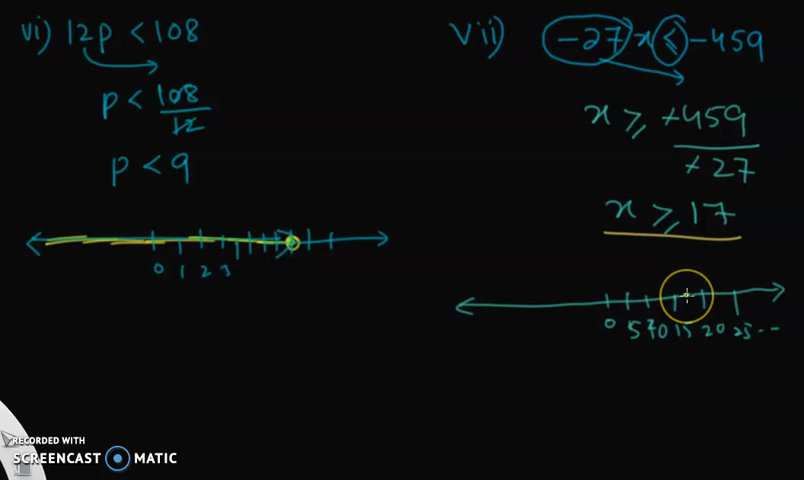 vi) 12p < 108
p < 108/12
p < 9
0 1 2 3
vii) -27x ≤ -459
x ≥ +459/+27
x ≥ 17
0 5 10 15 20 25 --
RECORDED WITH
SCREENCAST MATIC